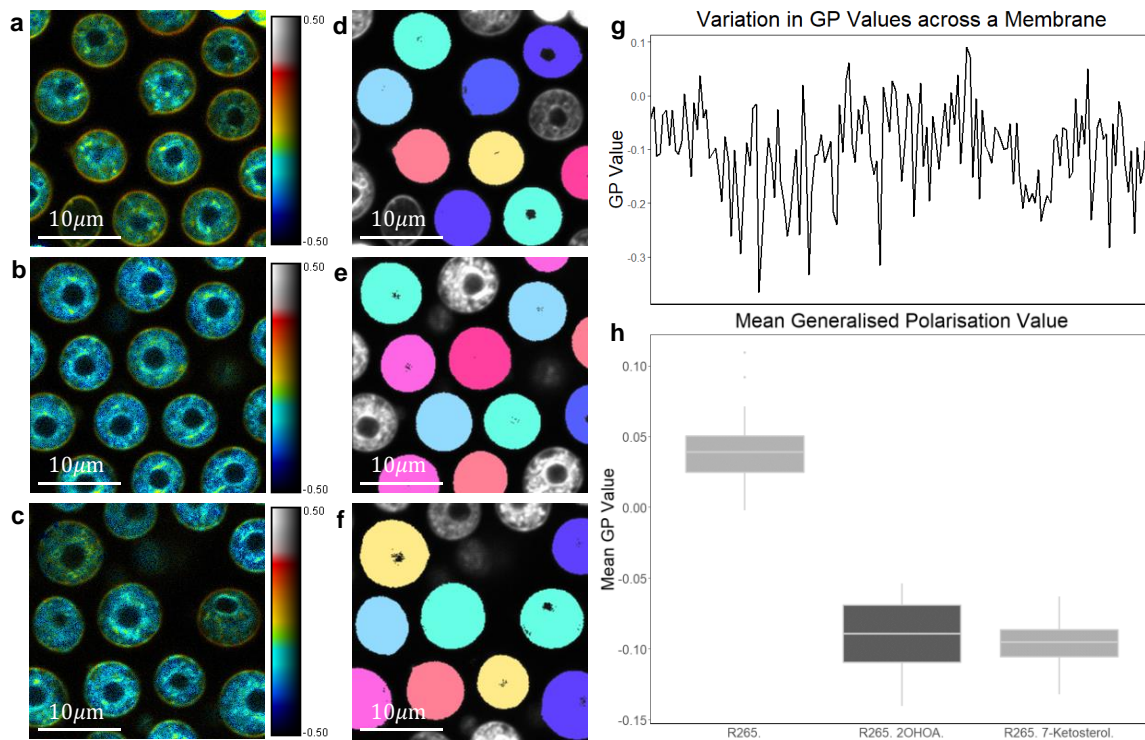 a
0.50
-0.50
10μm
b
0.50
-0.50
10μm
c
0.50
-0.50
10μm
d
10μm
e
10μm
f
10μm
g
Variation in GP Values across a Membrane
GP Value
0.1
0.0
-0.1
-0.2
-0.3
h
Mean Generalised Polarisation Value
Mean GP Value
0.10
0.05
0.00
-0.05
-0.10
-0.15
R265.
R265. 2OHOA.
R265. 7-Ketosterol.